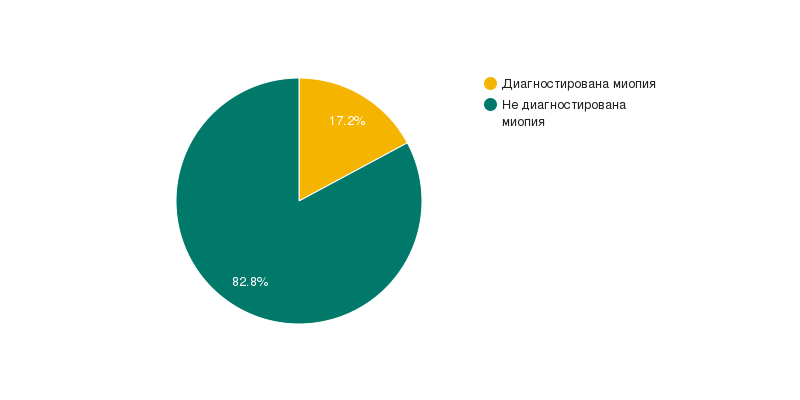 Диагностирована миопия
Не диагностирована
миопия
17.2%
82.8%